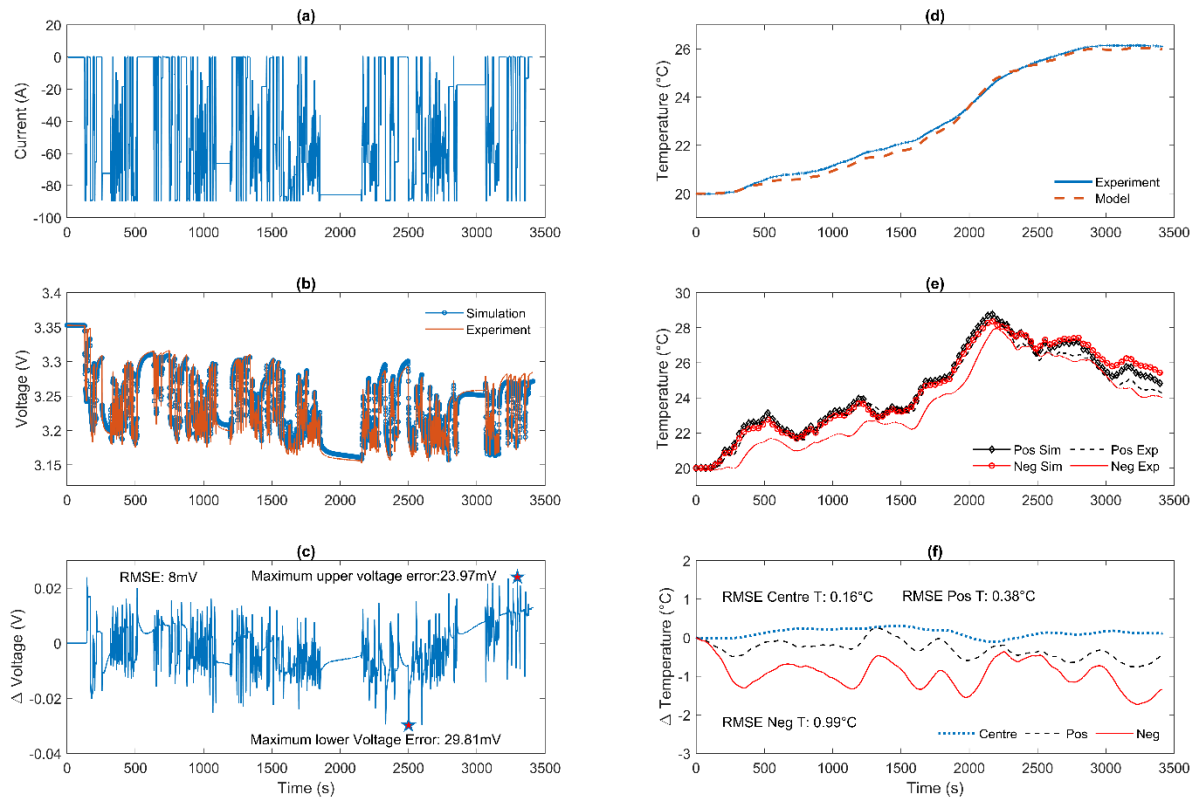 (a)
20
0
-20
-40
-60
-80
-100
Current (A)
0 500 1000 1500 2000 2500 3000 3500
(b)
3.4
3.35
3.3
3.25
3.2
3.15
Voltage (V)
Simulation
Experiment
0 500 1000 1500 2000 2500 3000 3500
(c)
0.02
0
-0.02
-0.04
Δ Voltage (V)
RMSE: 8mV
Maximum upper voltage error:23.97mV
Maximum lower Voltage Error: 29.81mV
0 500 1000 1500 2000 2500 3000 3500
Time (s)
(d)
26
24
22
20
Temperature (°C)
Experiment
Model
0 500 1000 1500 2000 2500 3000 3500
(e)
30
28
26
24
22
20
Temperature (°C)
Pos Sim Pos Exp
Neg Sim Neg Exp
0 500 1000 1500 2000 2500 3000 3500
(f)
2
1
0
-1
-2
-3
Δ Temperature (°C)
RMSE Centre T: 0.16°C RMSE Pos T: 0.38°C
RMSE Neg T: 0.99°C
Centre Pos Neg
0 500 1000 1500 2000 2500 3000 3500
Time (s)